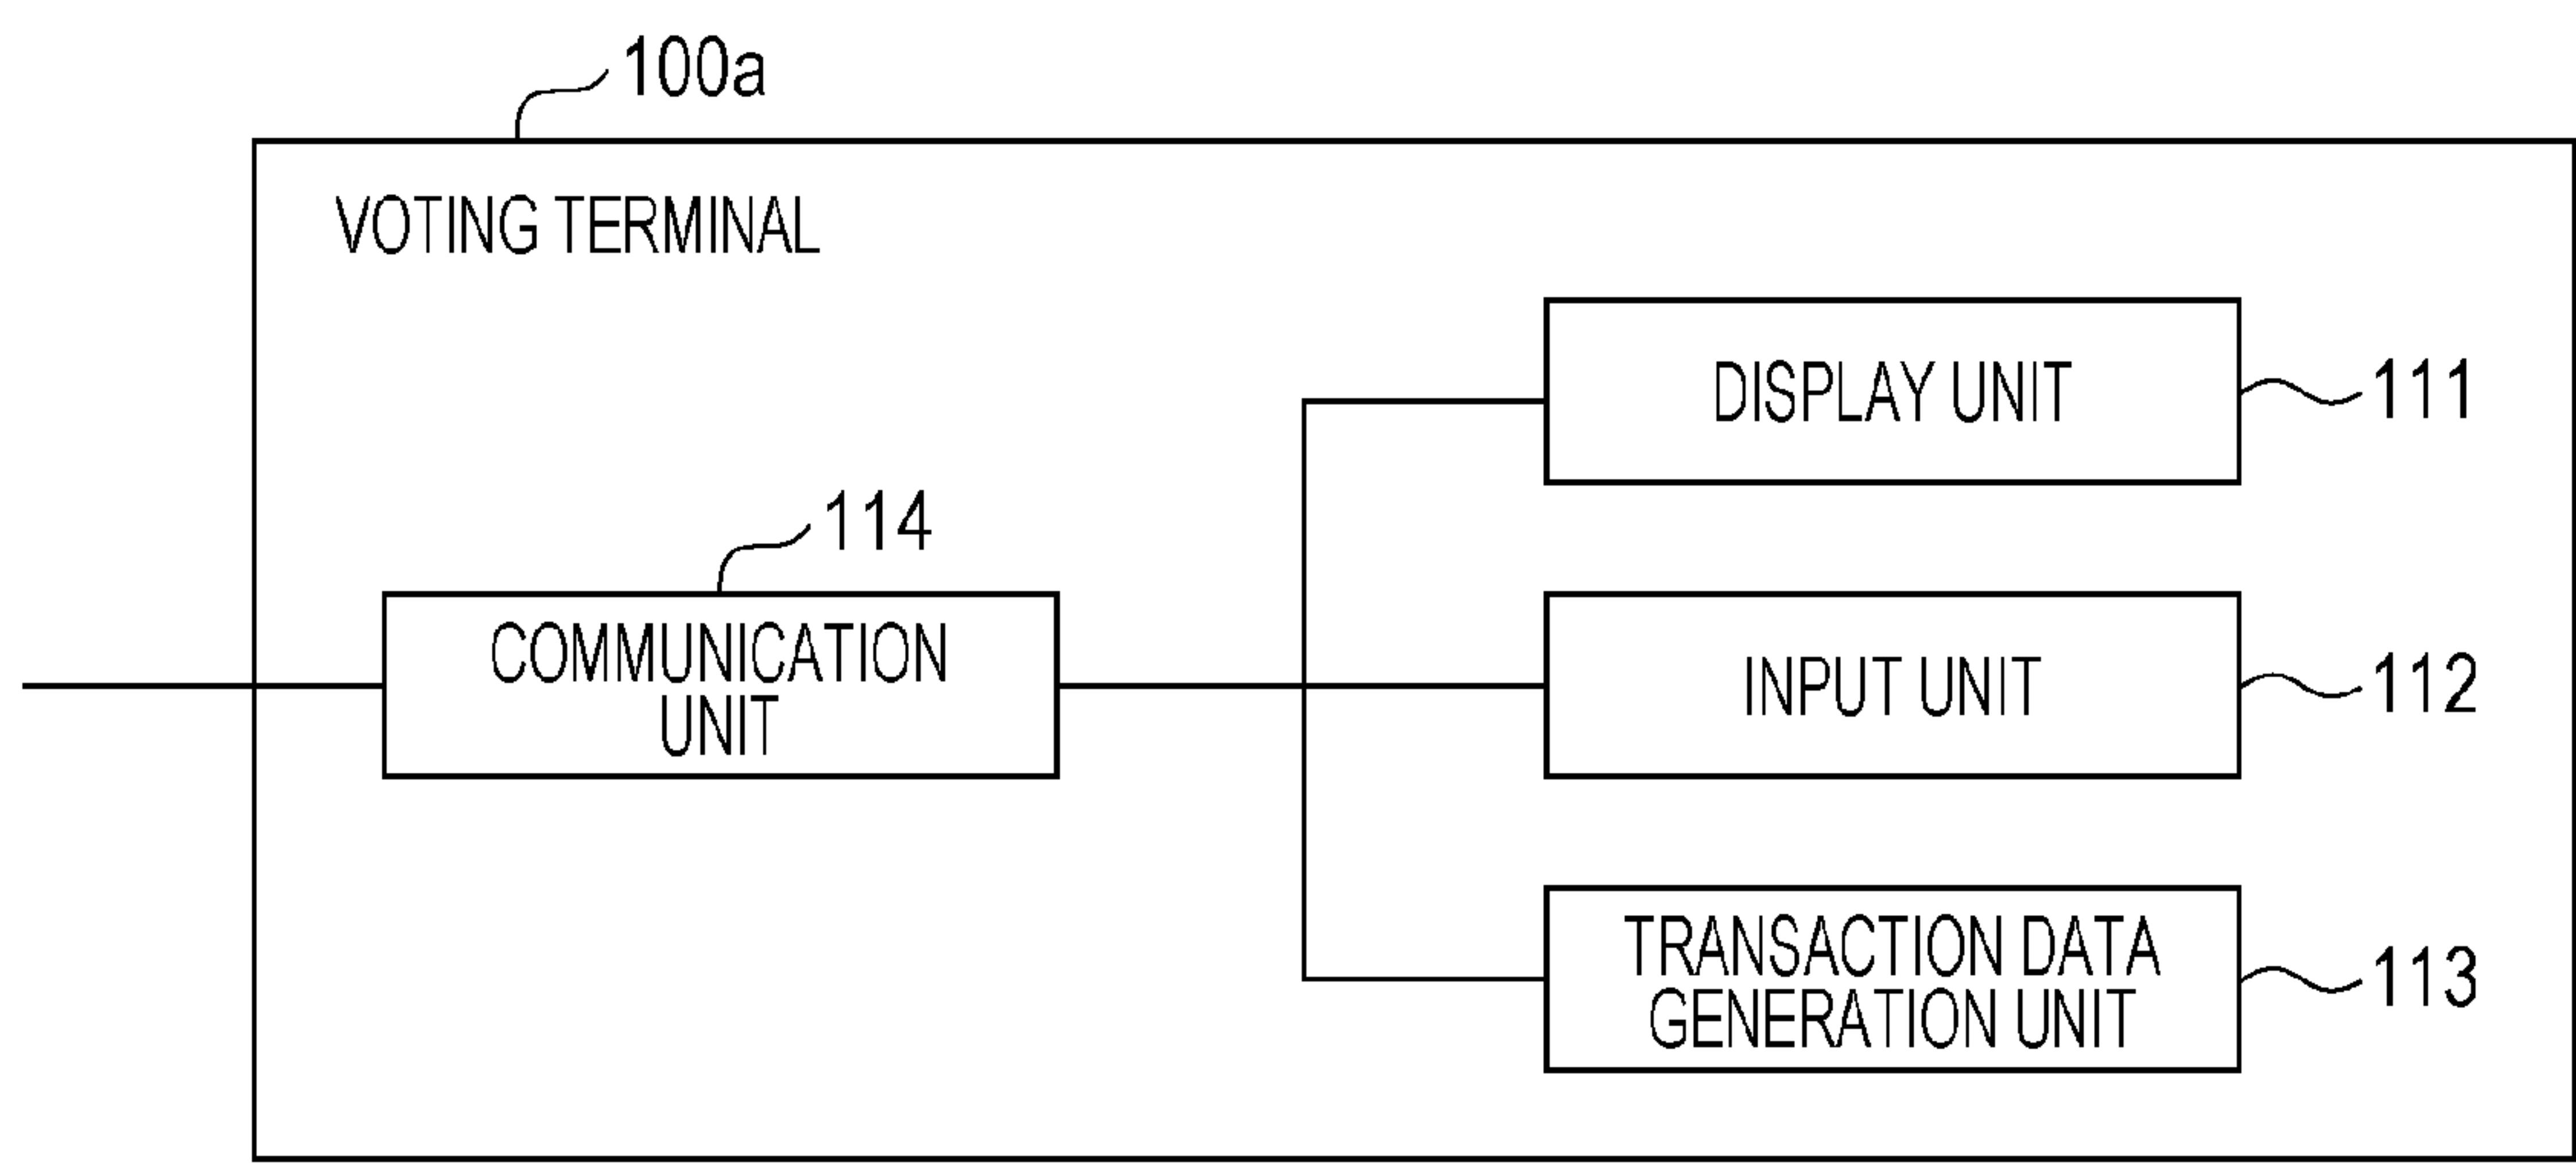 100a
VOTING TERMINAL
DISPLAY UNIT
111
114
COMMUNICATION
UNIT
INPUT UNIT
112
TRANSACTION DATA
GENERATION UNIT
113